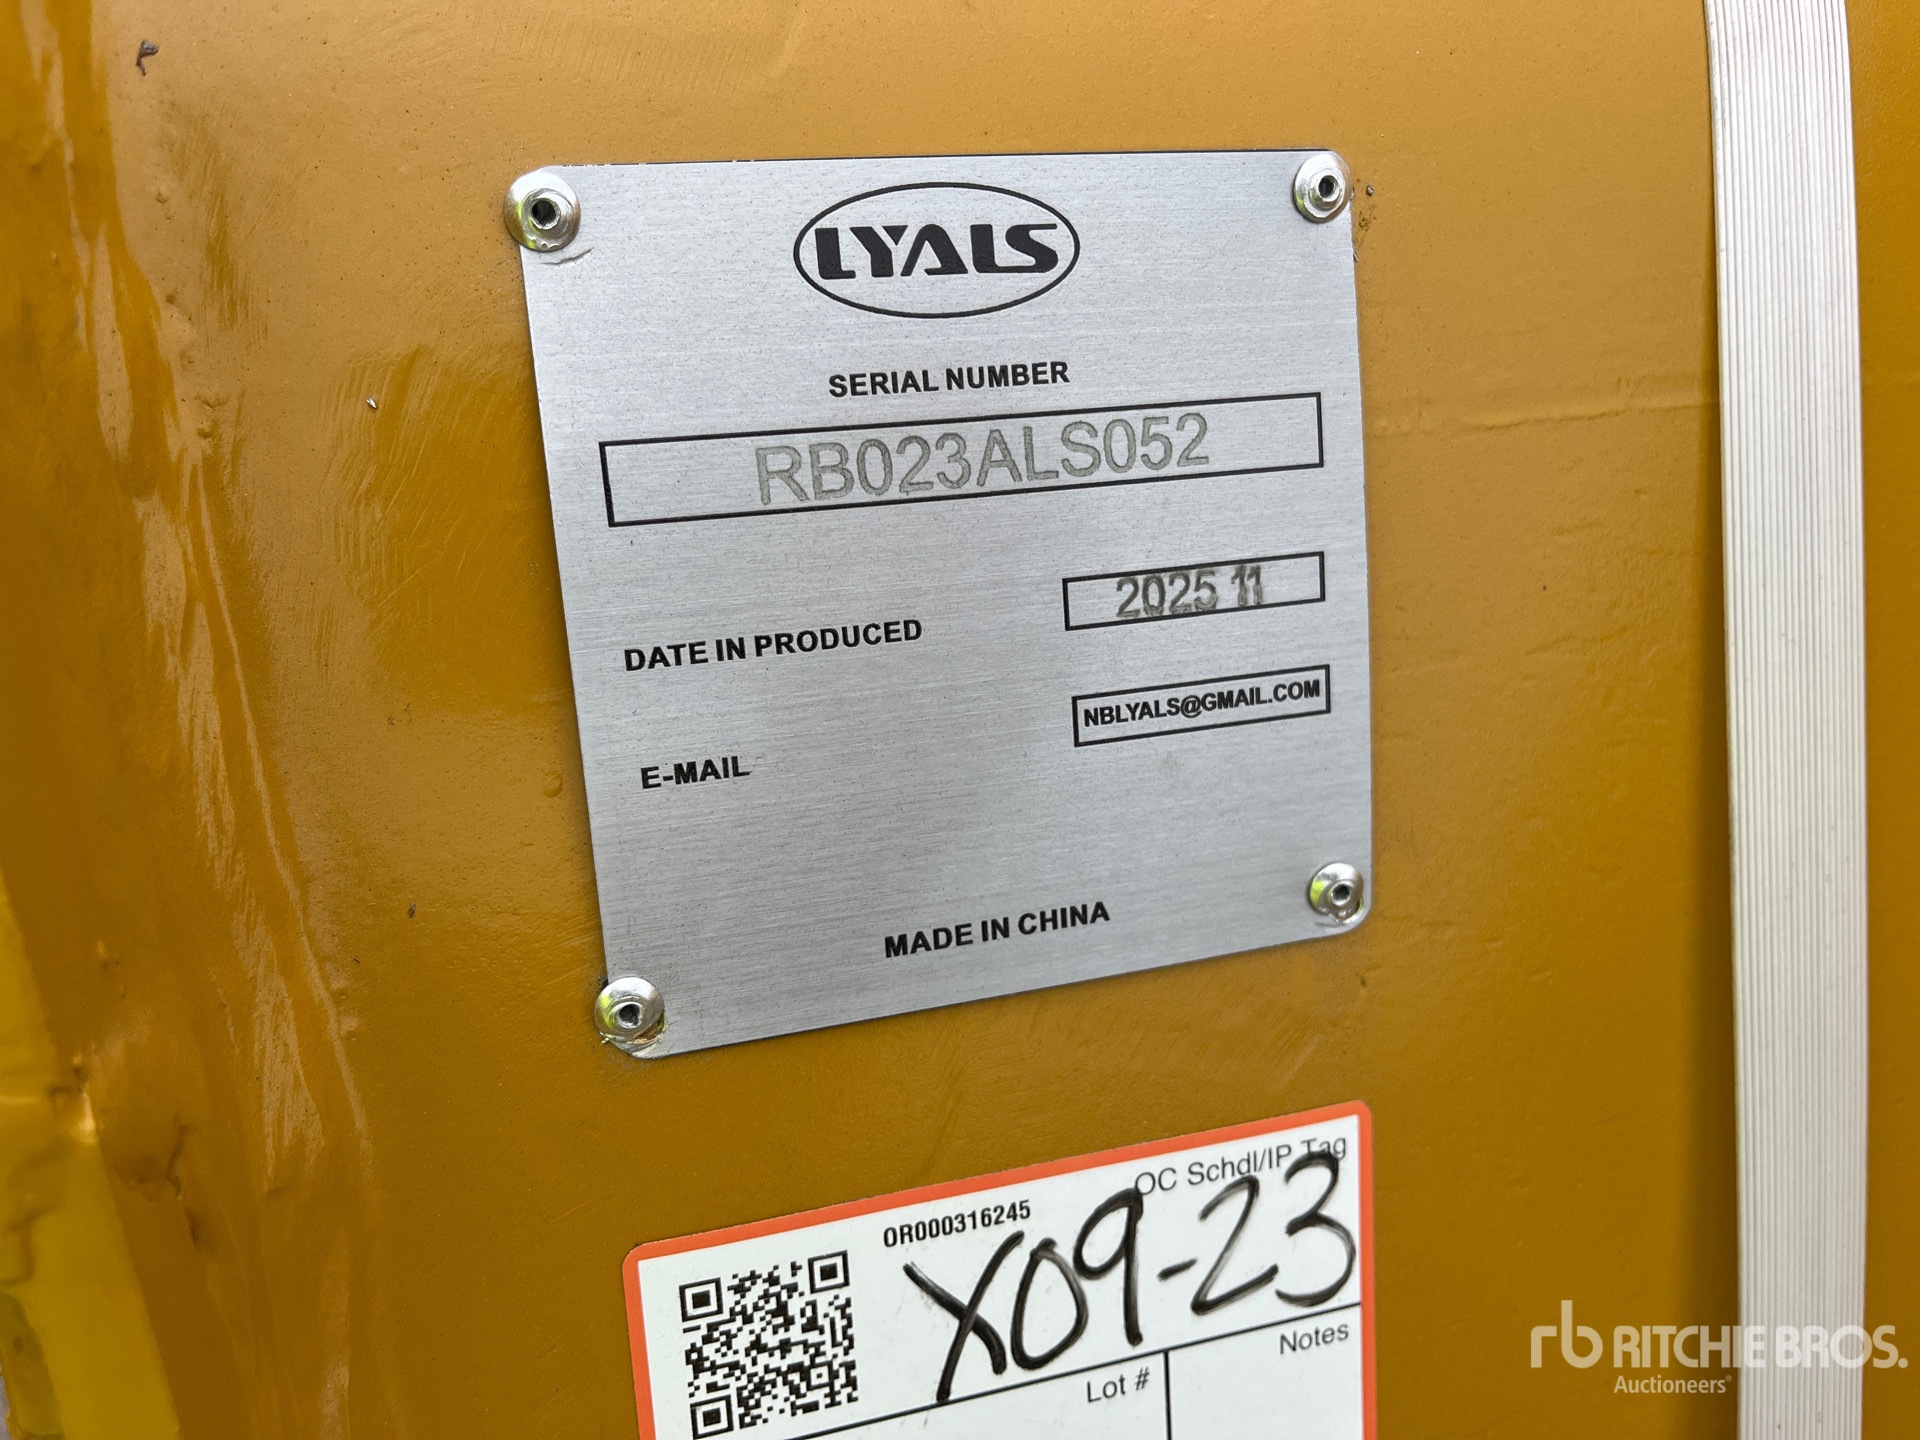 LYALS
SERIAL NUMBER
RB023ALS052
DATE IN PRODUCED
2025 11
E-MAIL
NBLYALS@GMAIL.COM
MADE IN CHINA
OR000316245
OC Schdl/IP Tag
X09-23
Lot #
Notes
rb RITCHIE BROS.
Auctioneers